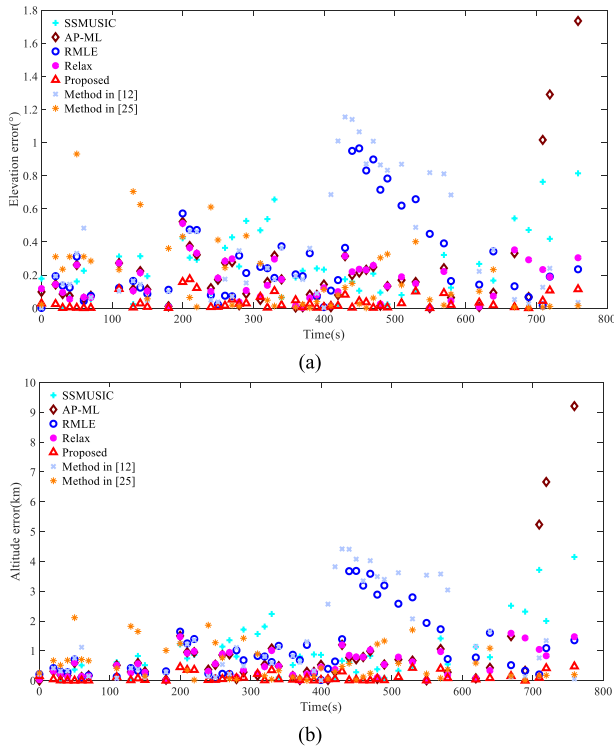 1.8
1.6
1.4
1.2
1
0.8
0.6
0.4
0.2
0
Elevation error(°)
SSMUSIC
AP-ML
RMLE
Relax
Proposed
Method in [12]
Method in [25]
0 100 200 300 400 500 600 700 800
Time(s)
(a)
10
9
8
7
6
5
4
3
2
1
0
Altitude error(km)
SSMUSIC
AP-ML
RMLE
Relax
Proposed
Method in [12]
Method in [25]
0 100 200 300 400 500 600 700 800
Time(s)
(b)